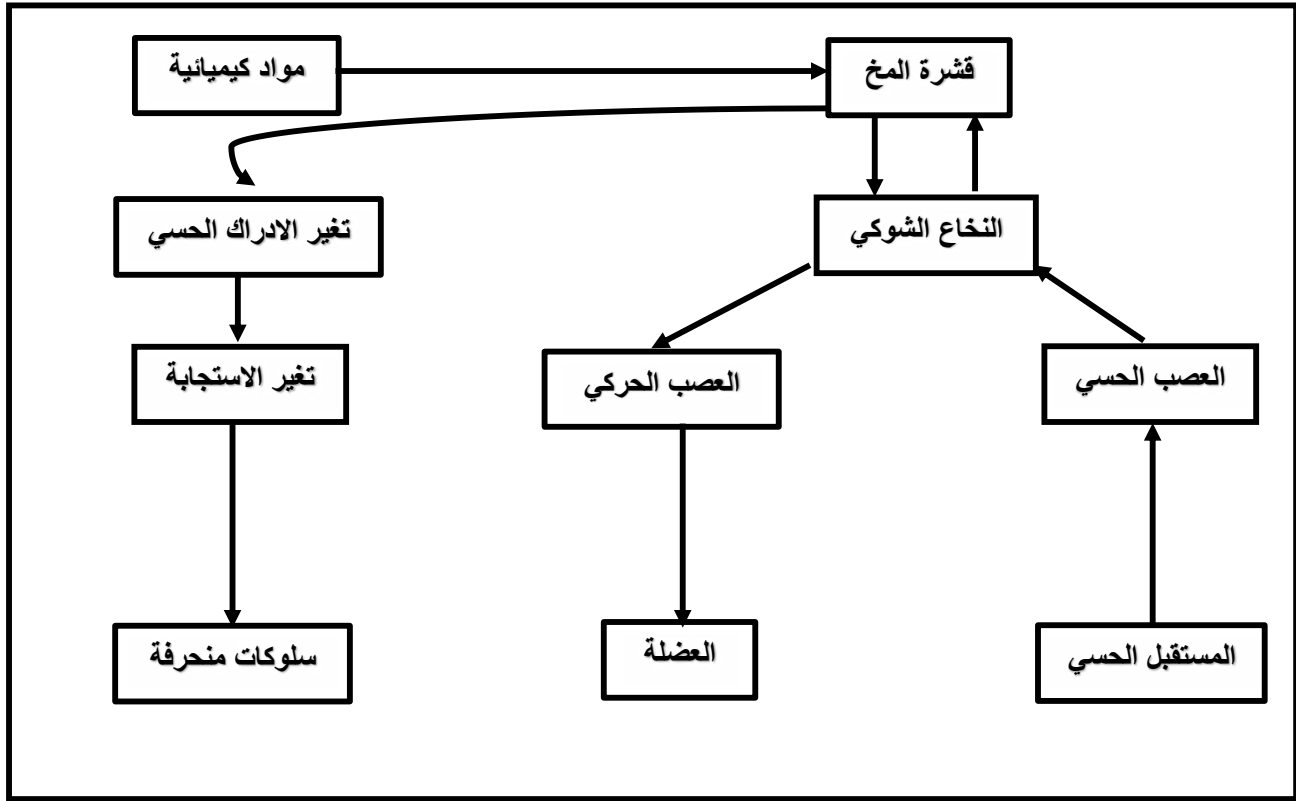 قشرة المخ
مواد كيميائية
النخاع الشوكي
تغير الادراك الحسي
العصب الحسي
العصب الحركي
تغير الاستجابة
المستقبل الحسي
العضلة
سلوكات منحرفة